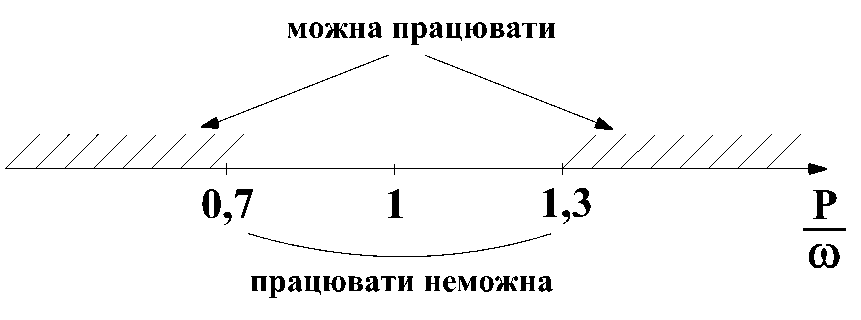 можна працювати
0,7 1 1,3
P
ω
працювати неможна